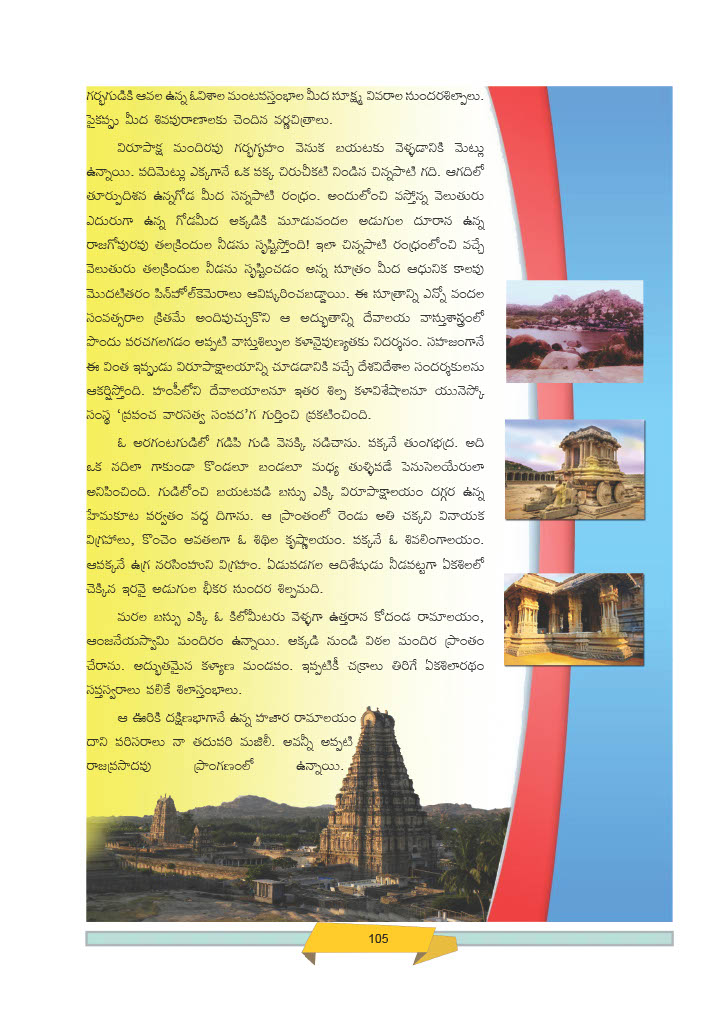 గర్భగుడికి ఆవల ఉన్న ఓవిశాల మంటపస్తంభాల మీద సూక్ష్మ వివరాల సుందరశిల్పాలు.
పైకప్పు మీద శివపురాణాలకు చెందిన వర్ణచిత్రాలు.
విరూపాక్ష మందిరపు గర్భగృహం వెనుక బయటకు వెళ్ళడానికి మెట్లు
ఉన్నాయి. పదిమెట్లు ఎక్కగానే ఒక పక్క చిరుచీకటి నిండిన చిన్నపాటి గది. ఆగదిలో
తూర్పుదిశన ఉన్నగోడ మీద సన్నపాటి రంధ్రం. అందులోంచి వస్తోన్న వెలుతురు
ఎదురుగా ఉన్న గోడమీద అక్కడికి మూడువందల అడుగుల దూరాన ఉన్న
రాజగోపురపు తలక్రిందుల నీడను సృష్టిస్తోంది! ఇలా చిన్నపాటి రంధ్రంలోంచి వచ్చే
వెలుతురు తలక్రిందుల నీడను సృష్టించడం అన్న సూత్రం మీద ఆధునిక కాలపు
మొదటితరం పిన్‌హోల్‌కెమెరాలు ఆవిష్కరించబడ్డాయి. ఈ సూత్రాన్ని ఎన్నో వందల
సంవత్సరాల క్రితమే అందిపుచ్చుకొని ఆ అద్భుతాన్ని దేవాలయ వాస్తుశాస్త్రంలో
పొందు పరచగలగడం అప్పటి వాస్తుశిల్పుల కళానైపుణ్యతకు నిదర్శనం. సహజంగానే
ఈ వింత ఇప్పుడు విరూపాక్షాలయాన్ని చూడడానికి వచ్చే దేశవిదేశాల సందర్శకులను
ఆకర్షిస్తోంది. హంపీలోని దేవాలయాలనూ ఇతర శిల్ప కళావిశేషాలనూ యునెస్కో
సంస్థ ‘ప్రపంచ వారసత్వ సంపద’గ గుర్తించి ప్రకటించింది.
ఓ అరగంటగుడిలో గడిపి గుడి వెనక్కి నడిచాను. పక్కనే తుంగభద్ర. అది
ఒక నదిలా గాకుండా కొండలూ బండలూ మధ్య తుళ్ళిపడే పెనుసెలయేరులా
అనిపించింది. గుడిలోంచి బయటపడి బస్సు ఎక్కి విరూపాక్షాలయం దగ్గర ఉన్న
హేమకూట పర్వతం వద్ద దిగాను. ఆ ప్రాంతంలో రెండు అతి చక్కని వినాయక
విగ్రహాలు, కొంచెం అవతలగా ఓ శిథిల కృష్ణాలయం. పక్కనే ఓ శివలింగాలయం.
ఆపక్కనే ఉగ్ర నరసింహుని విగ్రహం. ఏడుపడగల ఆదిశేషుడు నీడపట్టగా ఏకశిలలో
చెక్కిన ఇరవై అడుగుల భీకర సుందర శిల్పమది.
మరల బస్సు ఎక్కి ఓ కిలోమీటరు వెళ్ళగా ఉత్తరాన కోదండ రామాలయం,
ఆంజనేయస్వామి మందిరం ఉన్నాయి. అక్కడి నుండి విఠల మందిర ప్రాంతం
చేరాను. అద్భుతమైన కళ్యాణ మండపం. ఇప్పటికీ చక్రాలు తిరిగే ఏకశిలారథం
సప్తస్వరాలు పలికే శిలాస్తంభాలు.
ఆ ఊరికి దక్షిణభాగానే ఉన్న హజార రామాలయం
దాని పరిసరాలు నా తదుపరి మజిలీ. అవన్నీ అప్పటి
రాజప్రసాదపు ప్రాంగణంలో ఉన్నాయి.
105